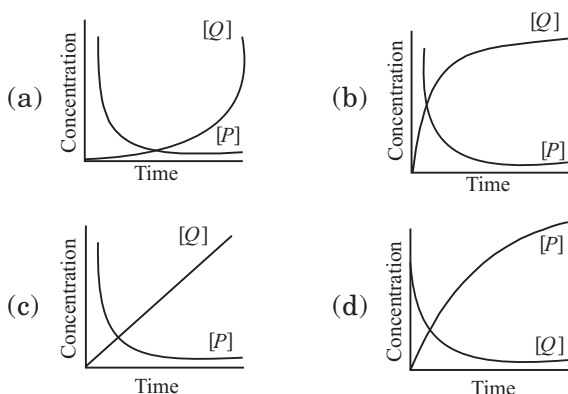 (a)
Concentration
[Q]
[P]
Time
(b)
Concentration
[Q]
[P]
Time
(c)
Concentration
[Q]
[P]
Time
(d)
Concentration
[P]
[Q]
Time